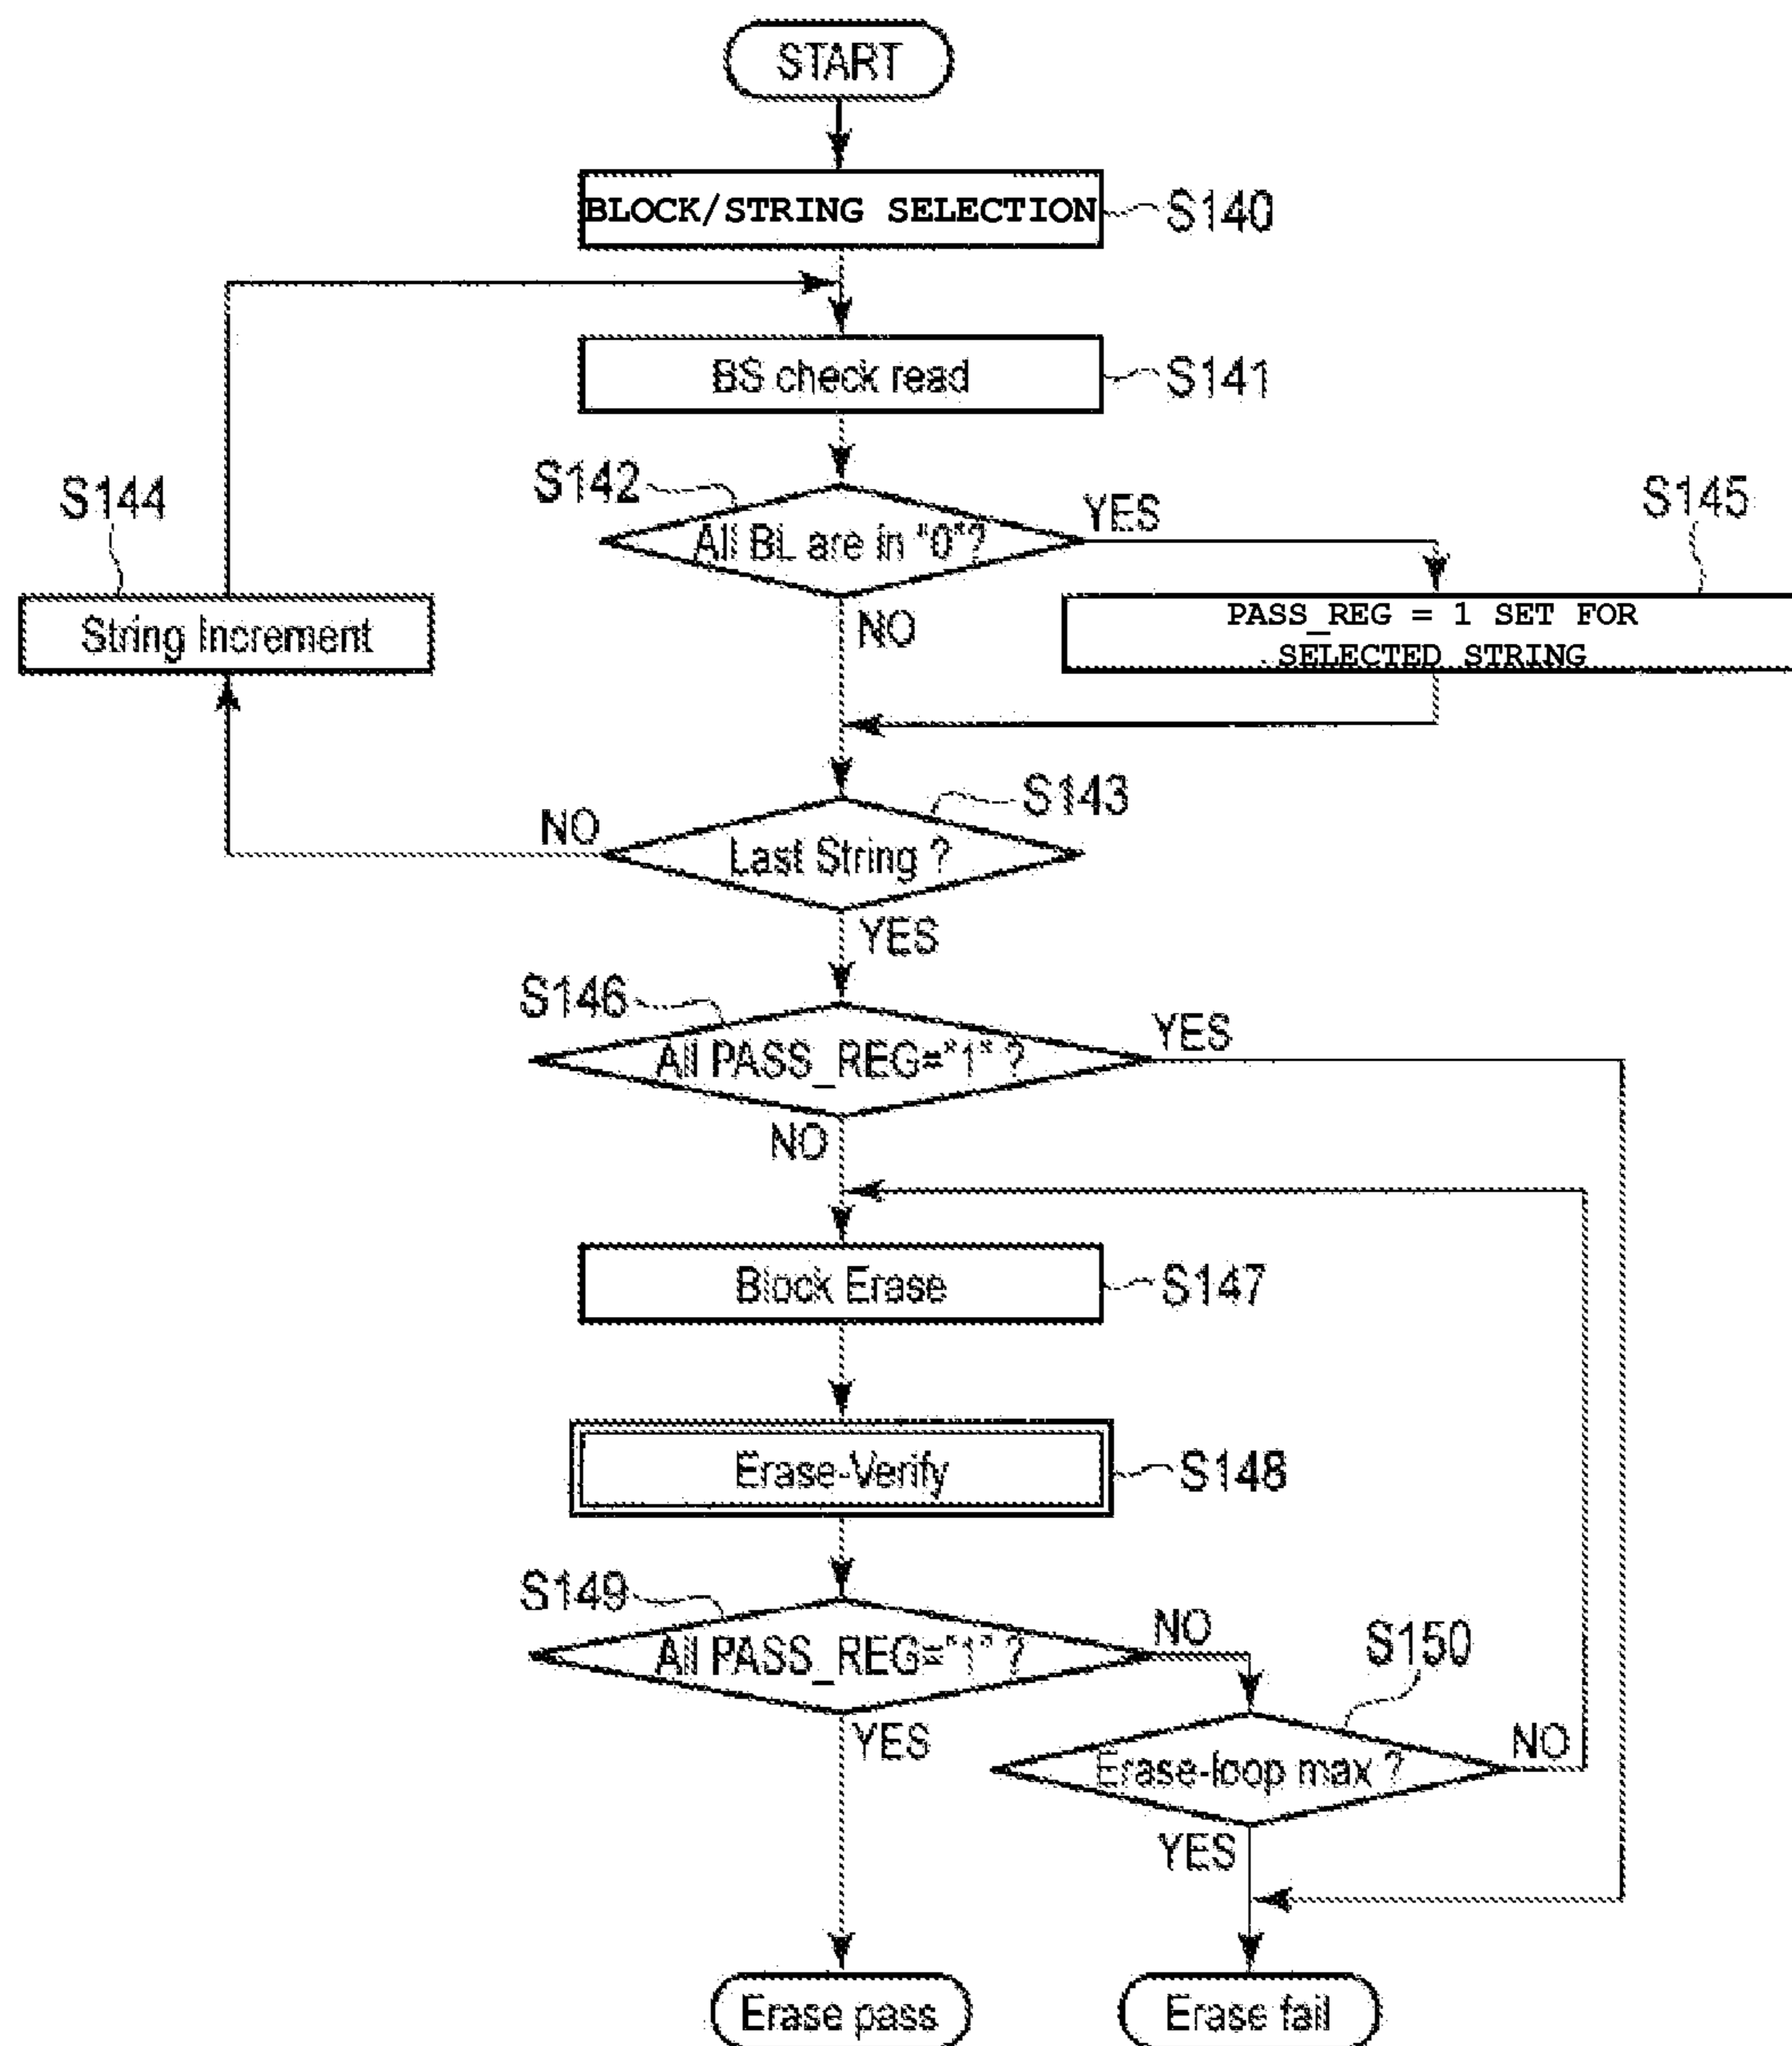 START
BLOCK/STRING SELECTION
S140
BS check read
S141
S142
All BL are in "0"?
YES
NO
S145
PASS_REG = 1 SET FOR
SELECTED STRING
S144
String Increment
S143
Last String ?
NO
YES
S146
All PASS_REG="1" ?
YES
NO
Block Erase
S147
Erase-Verify
S148
S149
All PASS_REG="1" ?
NO
YES
S150
Erase-loop max ?
NO
YES
Erase pass
Erase fail